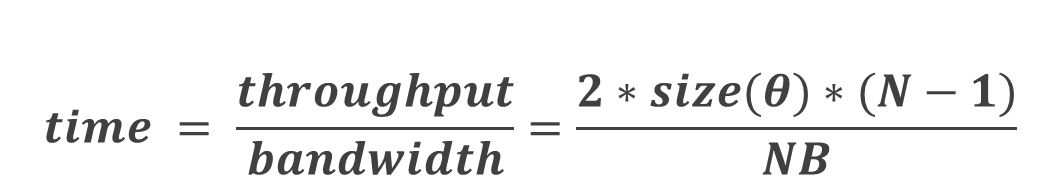 time = throughput / bandwidth = 2 * size(θ) * (N − 1) / NB